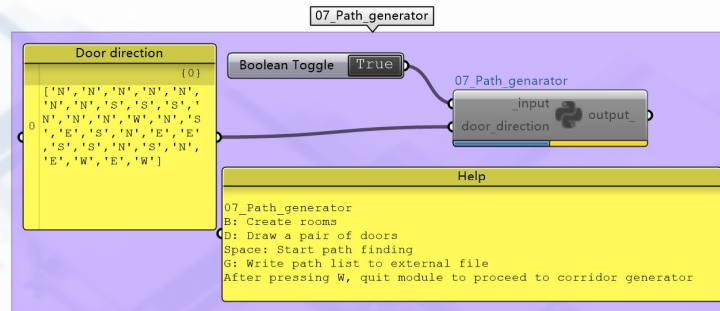 07_Path_generator
Door direction
{0}
['N','N','N','N','N',
'N','N','S','S','S','
N','N','N','W','N','S
0
','E','S','N','E','E'
,'S','S','N','S','N',
'E','W','E','W']
Boolean Toggle True
07_Path_genarator
_input
door_direction
output_
Help
07_Path_generator
B: Create rooms
D: Draw a pair of doors
Space: Start path finding
G: Write path list to external file
After pressing W, quit module to proceed to corridor generator